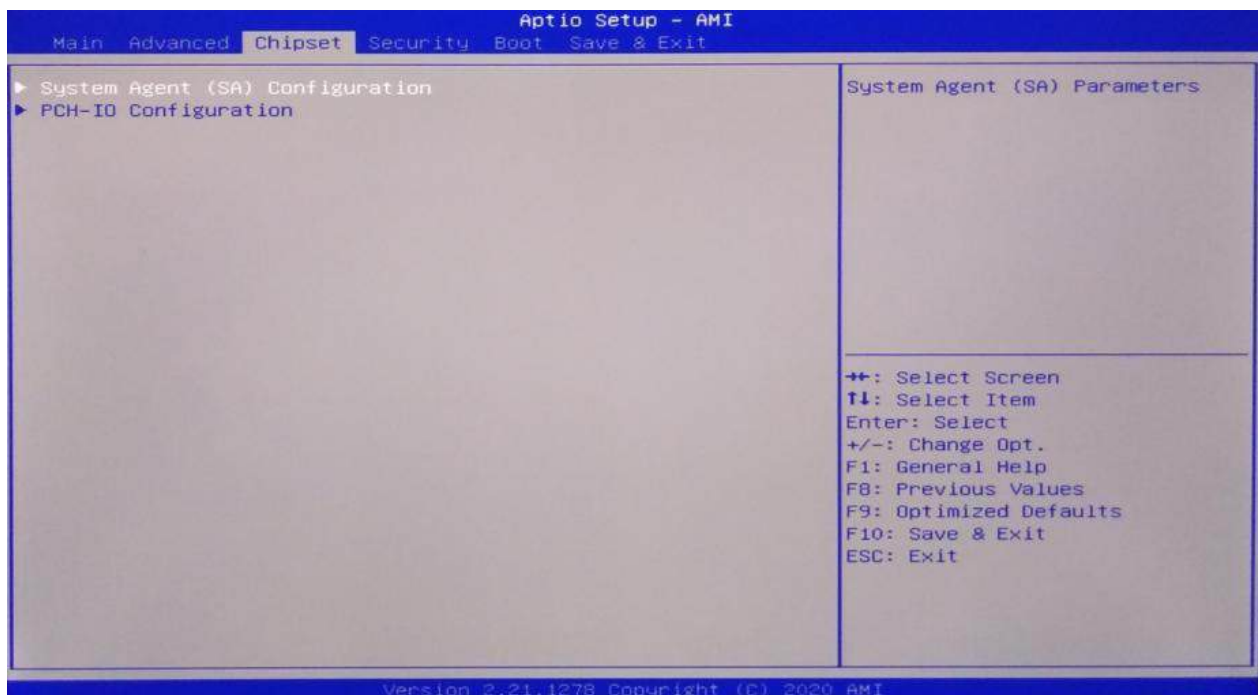 Aptio Setup - AMI
Main Advanced Chipset Security Boot Save & Exit
▶ System Agent (SA) Configuration
▶ PCH-IO Configuration
System Agent (SA) Parameters
→←: Select Screen
↑↓: Select Item
Enter: Select
+/-: Change Opt.
F1: General Help
F8: Previous Values
F9: Optimized Defaults
F10: Save & Exit
ESC: Exit
Version 2.21.1278 Copyright (C) 2020 AMI